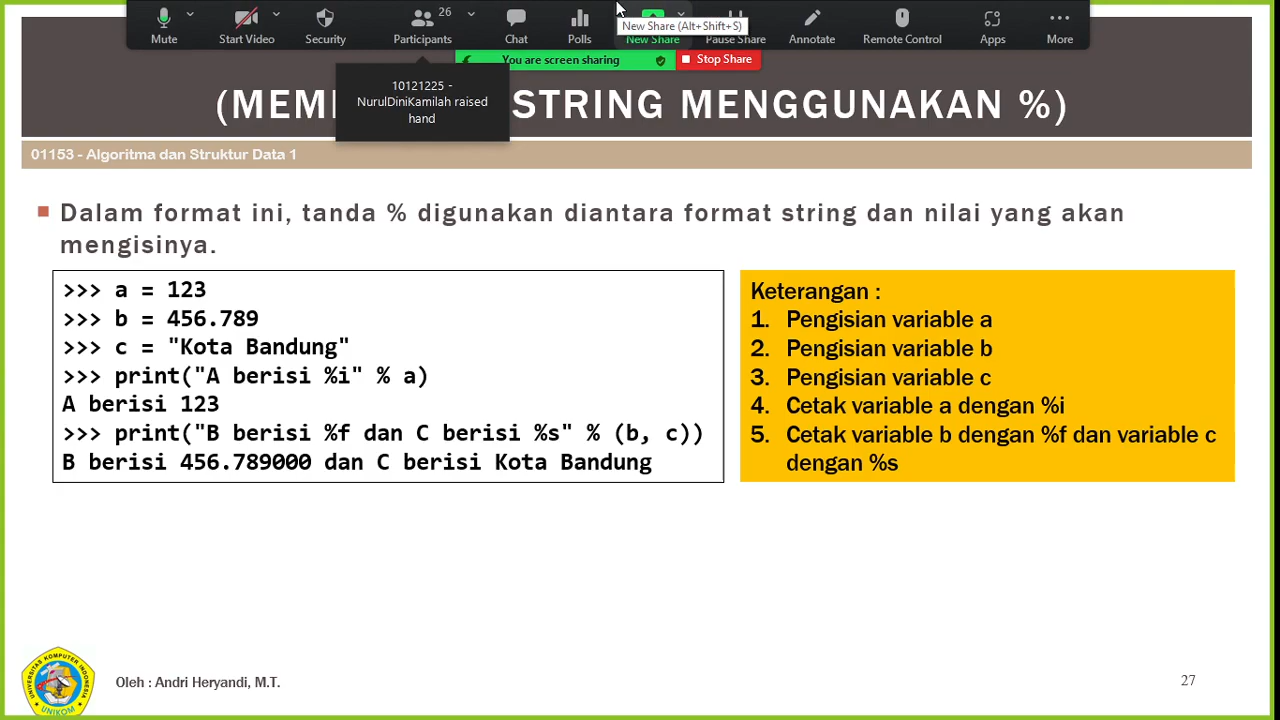 Mute
Start Video
Security
Participants
26
Chat
Polls
New Share
Pause Share
Annotate
Remote Control
Apps
More
New Share (Alt+Shift+S)
You are screen sharing
Stop Share
10121225 -
NurulDiniKamilah raised
hand
(MEM STRING MENGGUNAKAN %)
01153 - Algoritma dan Struktur Data 1
Dalam format ini, tanda % digunakan diantara format string dan nilai yang akan
mengisinya.
>>> a = 123
>>> b = 456.789
>>> c = "Kota Bandung"
>>> print("A berisi %i" % a)
A berisi 123
>>> print("B berisi %f dan C berisi %s" % (b, c))
B berisi 456.789000 dan C berisi Kota Bandung
Keterangan :
1. Pengisian variable a
2. Pengisian variable b
3. Pengisian variable c
4. Cetak variable a dengan %i
5. Cetak variable b dengan %f dan variable c
dengan %s
UNIVERSITAS KOMPUTER INDONESIA
UNIKOM
Oleh : Andri Heryandi, M.T.
27